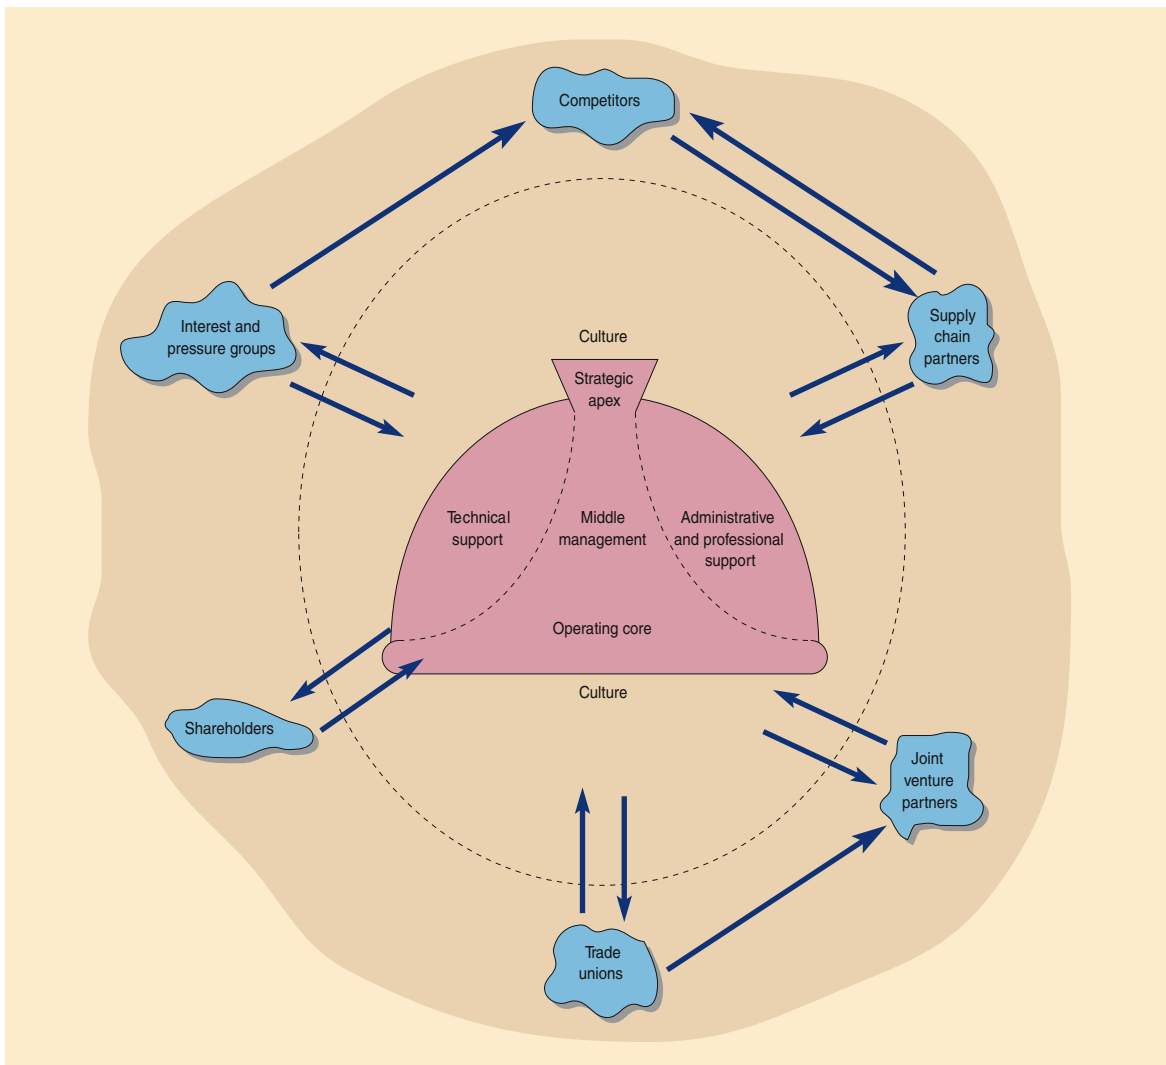 Competitors
Interest and
pressure groups
Supply
chain
partners
Culture
Strategic
apex
Technical
support
Middle
management
Administrative
and professional
support
Operating core
Culture
Shareholders
Joint
venture
partners
Trade
unions